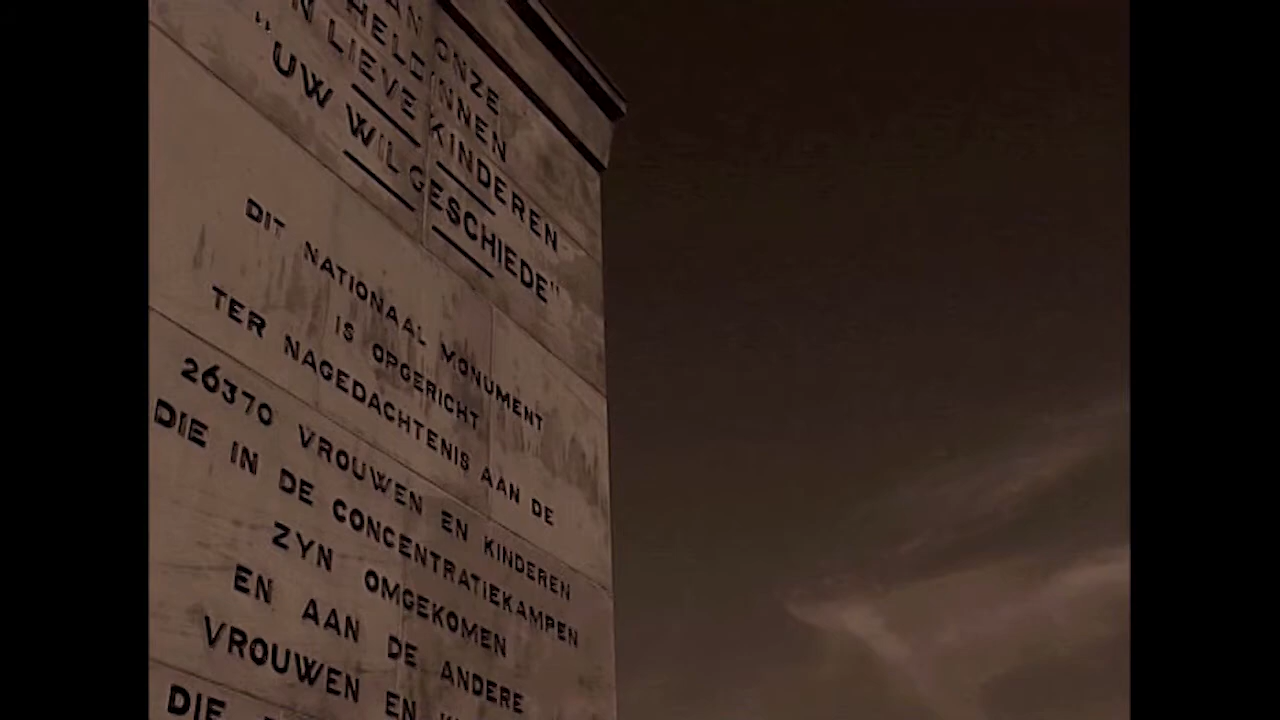 AAN ONZE
HELDINNEN
EN LIEVE KINDEREN
"UW WIL GESCHIEDE"
DIT NATIONAAL MONUMENT
IS OPGERICHT
TER NAGEDACHTENIS AAN DE
26370 VROUWEN EN KINDEREN
DIE IN DE CONCENTRATIEKAMPEN
ZYN OMGEKOMEN
EN AAN DE ANDERE
VROUWEN EN
DIE